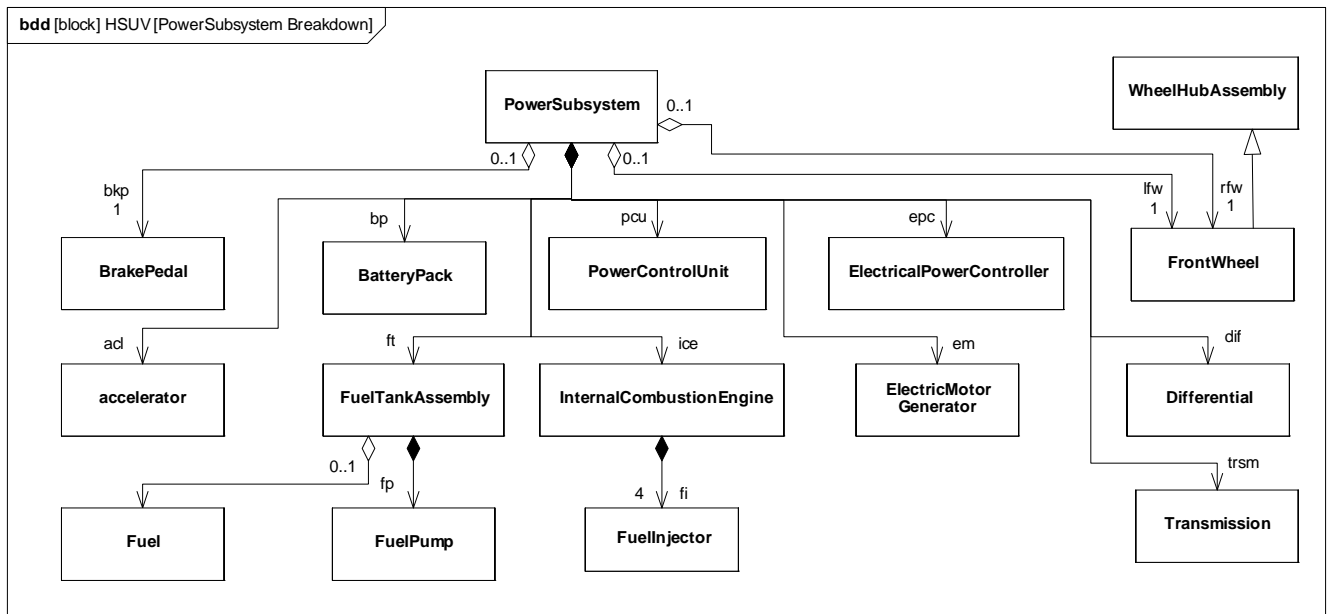 bdd [block] HSUV [PowerSubsystem Breakdown]
PowerSubsystem
WheelHubAssembly
0..1
0..1
0..1
bkp
1
bp
pcu
epc
lfw
1
rfw
1
BrakePedal
BatteryPack
PowerControlUnit
ElectricalPowerController
FrontWheel
acl
ft
ice
em
dif
accelerator
FuelTankAssembly
InternalCombustionEngine
ElectricMotor
Generator
Differential
0..1
fp
4
fi
trsm
Fuel
FuelPump
FuelInjector
Transmission